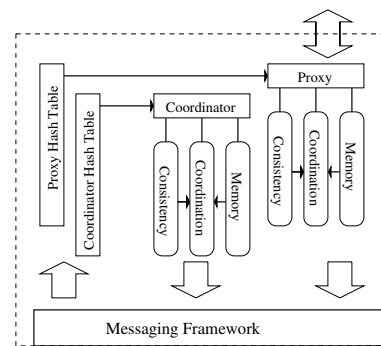 Proxy
Proxy Hash Table
Coordinator Hash Table
Coordinator
Consistency
Coordination
Memory
Consistency
Coordination
Memory
Messaging Framework